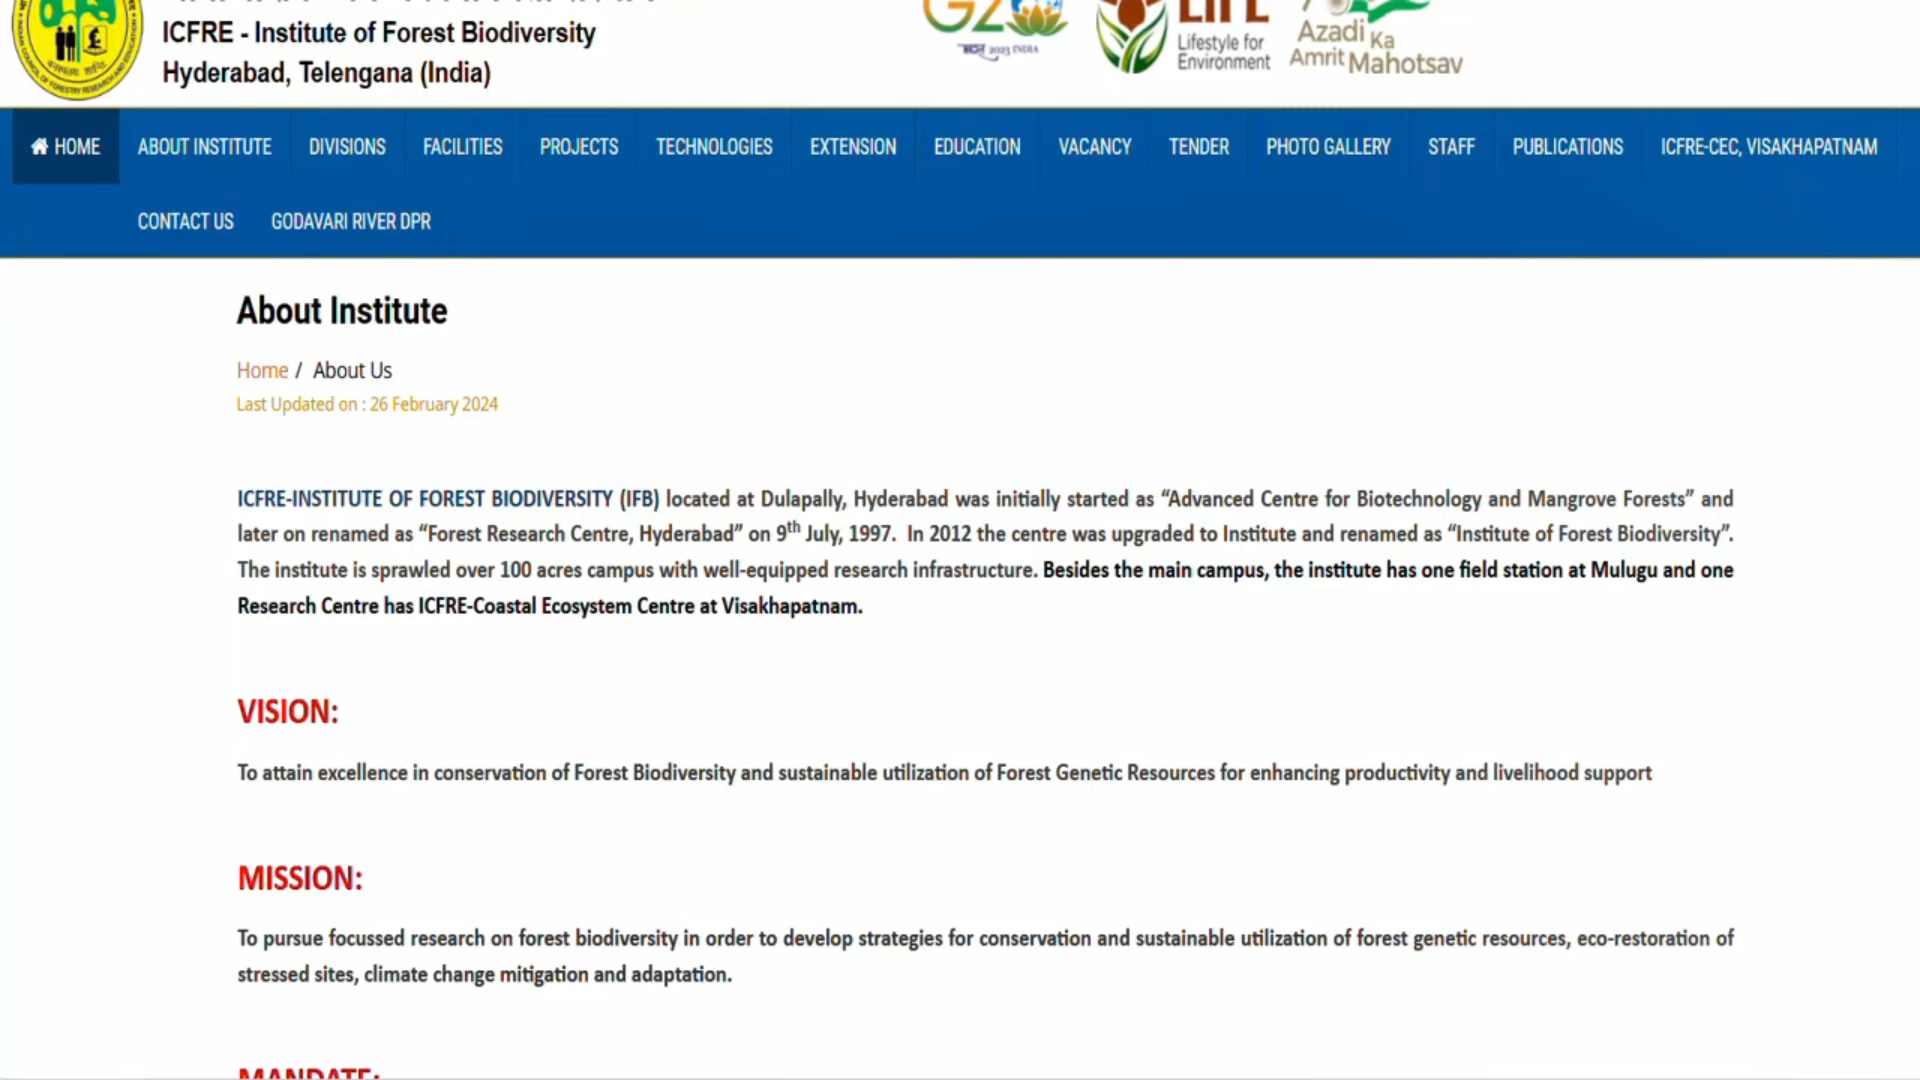 ICFRE - Institute of Forest Biodiversity
Hyderabad, Telengana (India)
G20
2023 INDIA
LiFE
Lifestyle for
Environment
Azadi Ka
Amrit Mahotsav
HOME ABOUT INSTITUTE DIVISIONS FACILITIES PROJECTS TECHNOLOGIES EXTENSION EDUCATION VACANCY TENDER PHOTO GALLERY STAFF PUBLICATIONS ICFRE-CEC, VISAKHAPATNAM
CONTACT US GODAVARI RIVER DPR
About Institute
Home / About Us
Last Updated on : 26 February 2024
ICFRE-INSTITUTE OF FOREST BIODIVERSITY (IFB) located at Dulapally, Hyderabad was initially started as “Advanced Centre for Biotechnology and Mangrove Forests” and
later on renamed as “Forest Research Centre, Hyderabad” on 9th July, 1997. In 2012 the centre was upgraded to Institute and renamed as “Institute of Forest Biodiversity”.
The institute is sprawled over 100 acres campus with well-equipped research infrastructure. Besides the main campus, the institute has one field station at Mulugu and one
Research Centre has ICFRE-Coastal Ecosystem Centre at Visakhapatnam.
VISION:
To attain excellence in conservation of Forest Biodiversity and sustainable utilization of Forest Genetic Resources for enhancing productivity and livelihood support
MISSION:
To pursue focussed research on forest biodiversity in order to develop strategies for conservation and sustainable utilization of forest genetic resources, eco-restoration of
stressed sites, climate change mitigation and adaptation.
MANDATE: